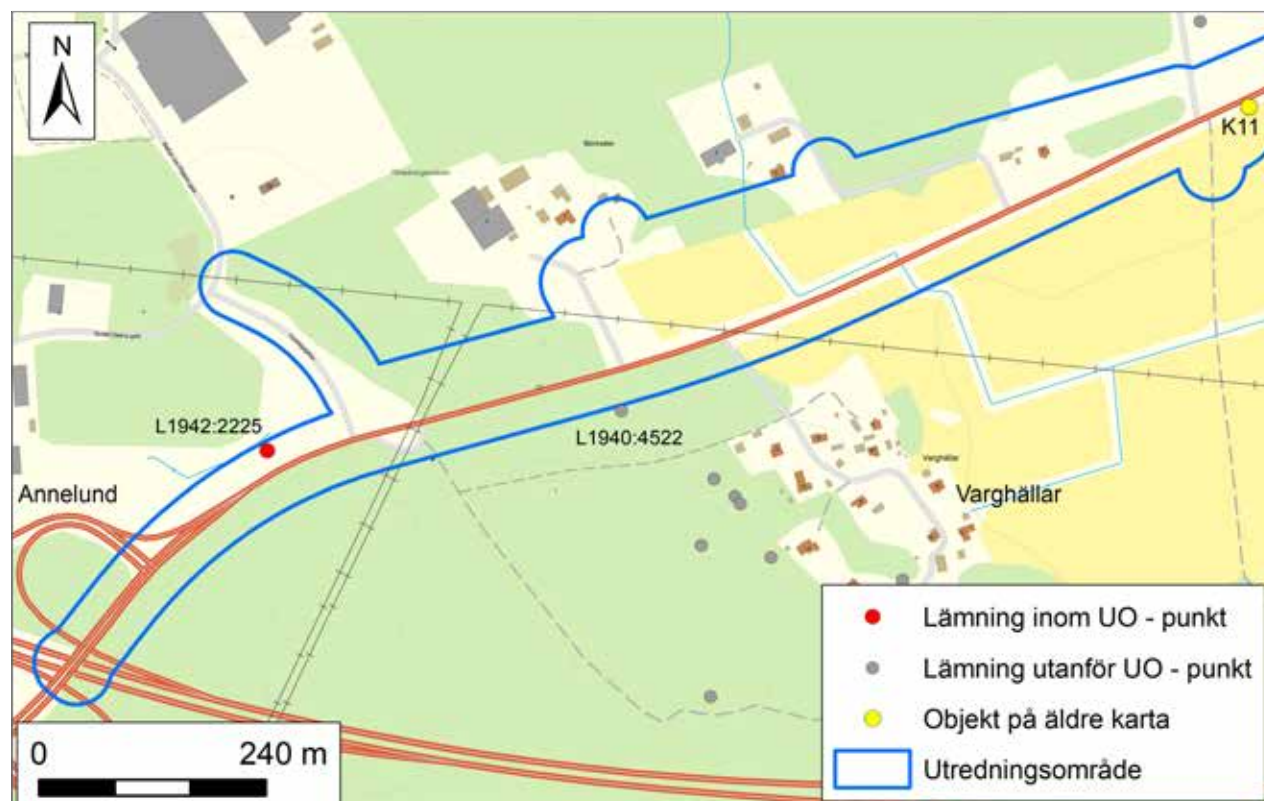 N
K11
L1942:2225
L1940:4522
Annelund
Varghällar
Varghällar
Lämning inom UO - punkt
Lämning utanför UO - punkt
Objekt på äldre karta
Utredningsområde
0 240 m